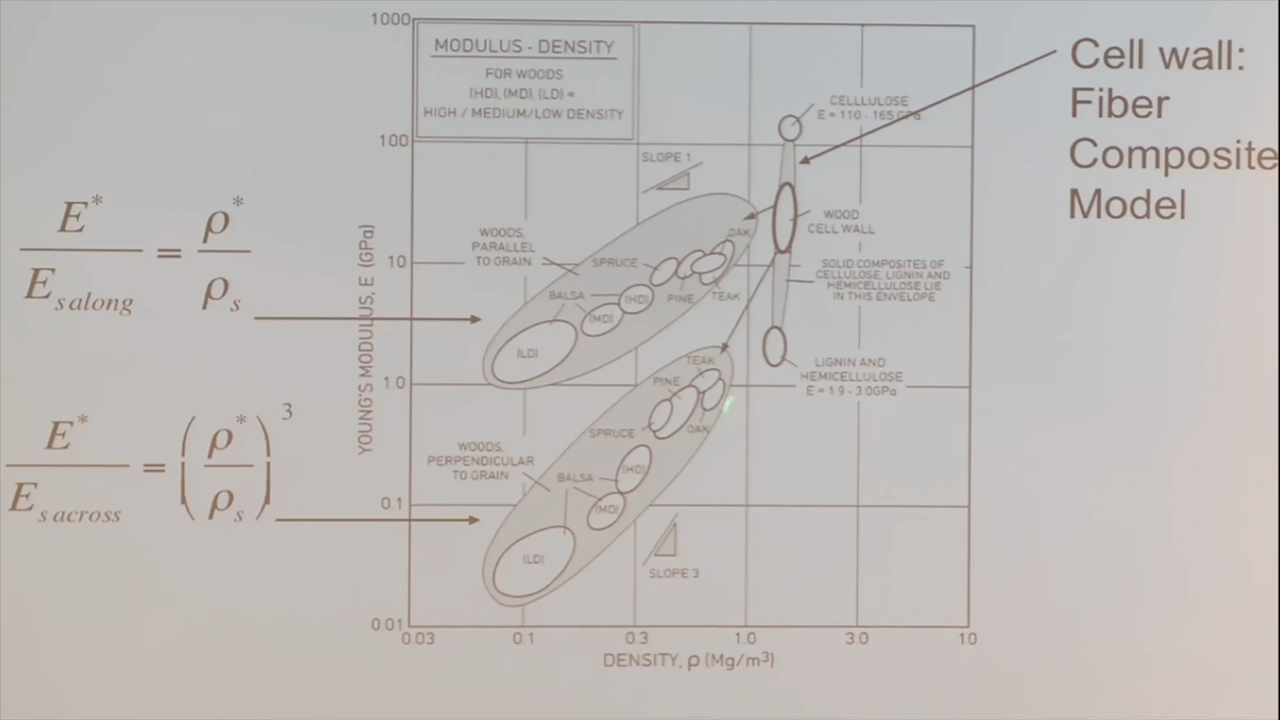 1000
MODULUS - DENSITY
FOR WOODS
(HD), (MD), (LD) =
HIGH / MEDIUM/LOW DENSITY
Cell wall:
Fiber
Composite
Model
CELLLULOSE
E = 110 - 165 GPa
100
SLOPE 1
E* / E s along = ρ* / ρs
WOODS,
PARALLEL
TO GRAIN
SPRUCE
OAK
WOOD
CELL WALL
10
BALSA
(HD)
PINE
TEAK
(MD)
(LD)
SOLID COMPOSITES OF
CELLULOSE, LIGNIN AND
HEMICELLULOSE LIE
IN THIS ENVELOPE
YOUNG'S MODULUS, E (GPa)
1.0
TEAK
PINE
LIGNIN AND
HEMICELLULOSE
E = 1.9 - 3.0GPa
E* / E s across = (ρ* / ρs)3
SPRUCE
OAK
WOODS,
PERPENDICULAR
TO GRAIN
BALSA
(HD)
0.1
(MD)
(LD)
SLOPE 3
0.01
0.03
0.1
0.3
1.0
3.0
10
DENSITY, ρ (Mg/m3)